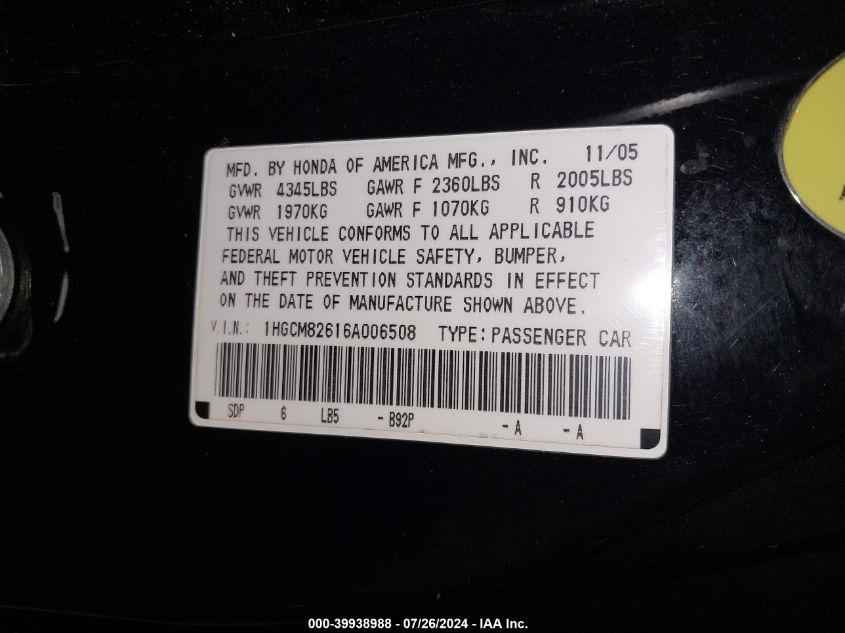 MFD. BY HONDA OF AMERICA MFG., INC. 11/05
GVWR 4345LBS GAWR F 2360LBS R 2005LBS
GVWR 1970KG GAWR F 1070KG R 910KG
THIS VEHICLE CONFORMS TO ALL APPLICABLE
FEDERAL MOTOR VEHICLE SAFETY, BUMPER,
AND THEFT PREVENTION STANDARDS IN EFFECT
ON THE DATE OF MANUFACTURE SHOWN ABOVE.
V.I.N.: 1HGCM82616A006508 TYPE: PASSENGER CAR
SDP 6 LB5 - B92P - A - A
000-39938988 - 07/26/2024 - IAA Inc.